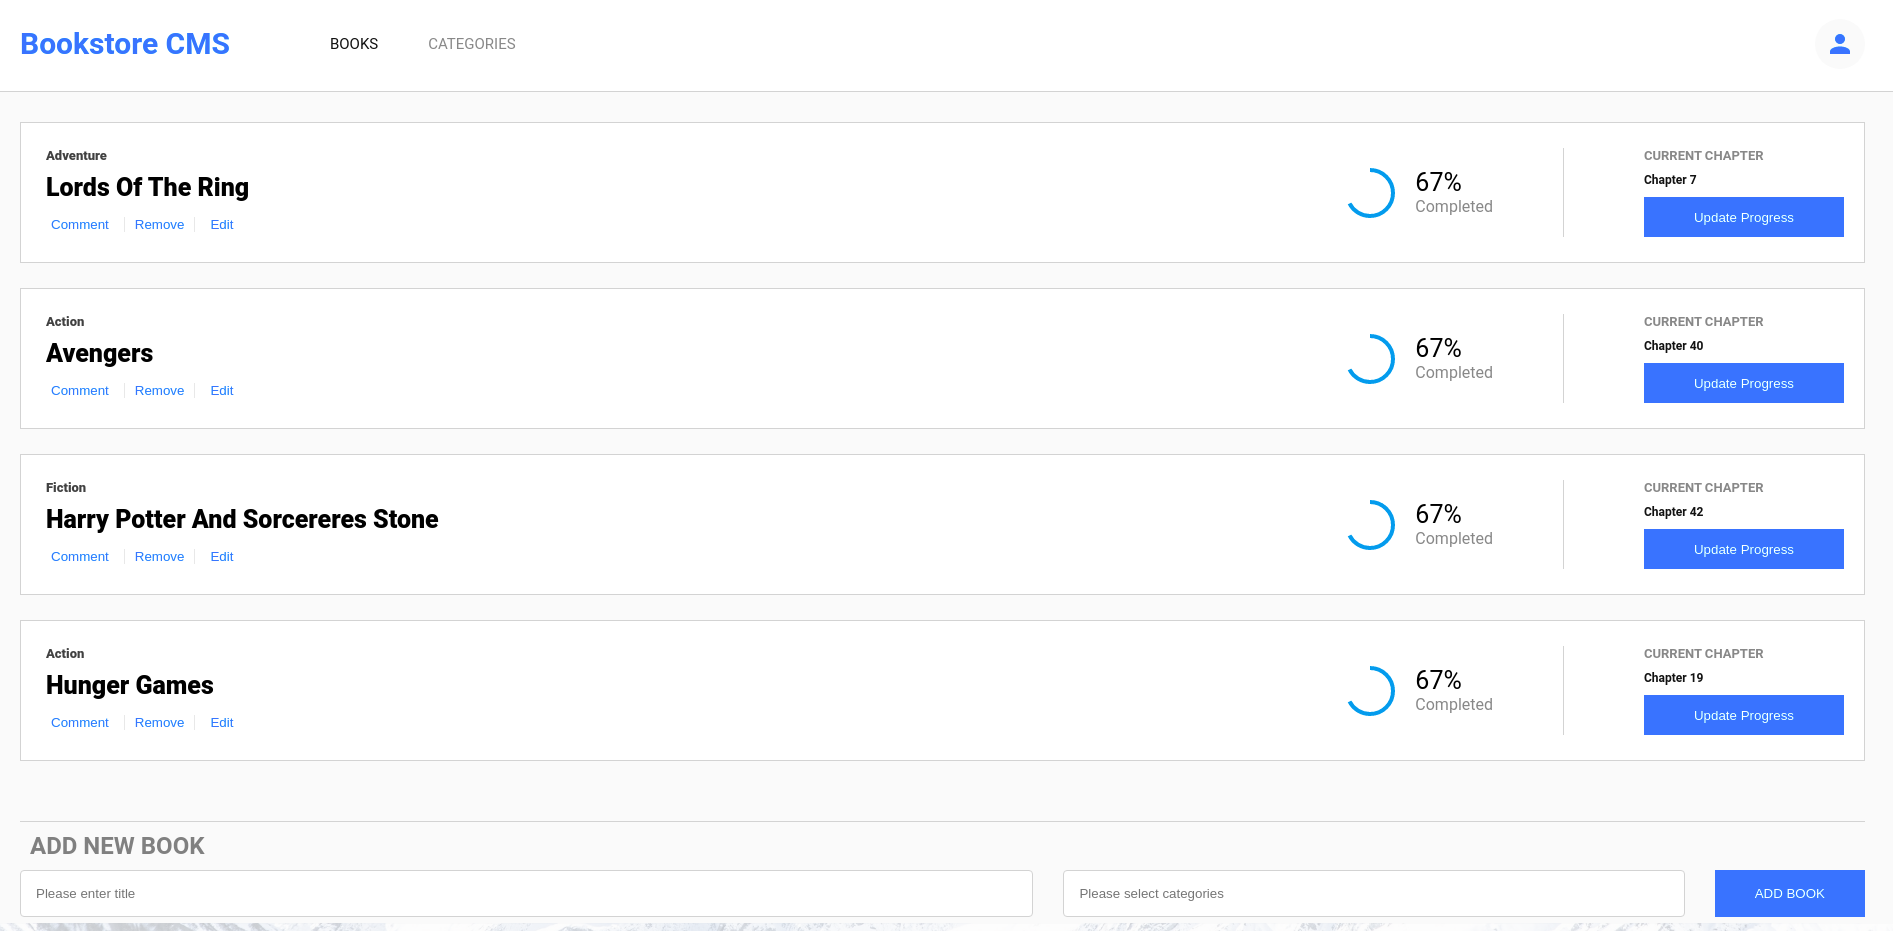 Bookstore CMS BOOKS CATEGORIES
Adventure
Lords Of The Ring
Comment Remove Edit
67%
Completed
CURRENT CHAPTER
Chapter 7
Update Progress
Action
Avengers
Comment Remove Edit
67%
Completed
CURRENT CHAPTER
Chapter 40
Update Progress
Fiction
Harry Potter And Sorcereres Stone
Comment Remove Edit
67%
Completed
CURRENT CHAPTER
Chapter 42
Update Progress
Action
Hunger Games
Comment Remove Edit
67%
Completed
CURRENT CHAPTER
Chapter 19
Update Progress
ADD NEW BOOK
Please enter title Please select categories ADD BOOK